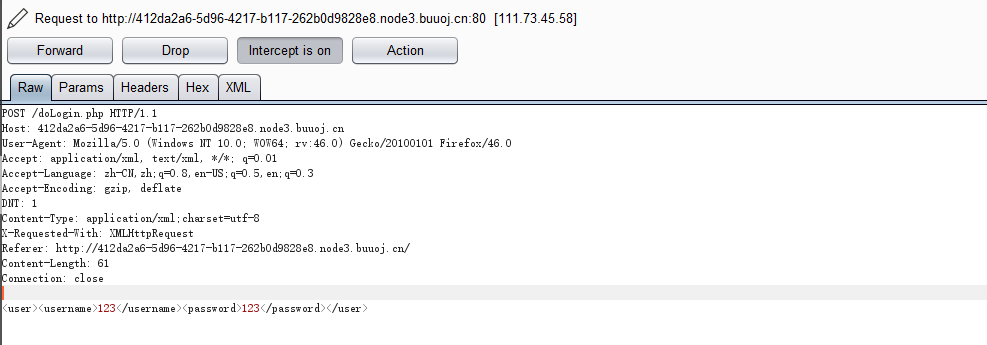 Request to http://412da2a6-5d96-4217-b117-262b0d9828e8.node3.buuoj.cn:80 [111.73.45.58]
Forward Drop Intercept is on Action
Raw Params Headers Hex XML
POST /doLogin.php HTTP/1.1
Host: 412da2a6-5d96-4217-b117-262b0d9828e8.node3.buuoj.cn
User-Agent: Mozilla/5.0 (Windows NT 10.0; WOW64; rv:46.0) Gecko/20100101 Firefox/46.0
Accept: application/xml, text/xml, */*; q=0.01
Accept-Language: zh-CN,zh;q=0.8,en-US;q=0.5,en;q=0.3
Accept-Encoding: gzip, deflate
DNT: 1
Content-Type: application/xml;charset=utf-8
X-Requested-With: XMLHttpRequest
Referer: http://412da2a6-5d96-4217-b117-262b0d9828e8.node3.buuoj.cn/
Content-Length: 61
Connection: close
<user><username>123</username><password>123</password></user>